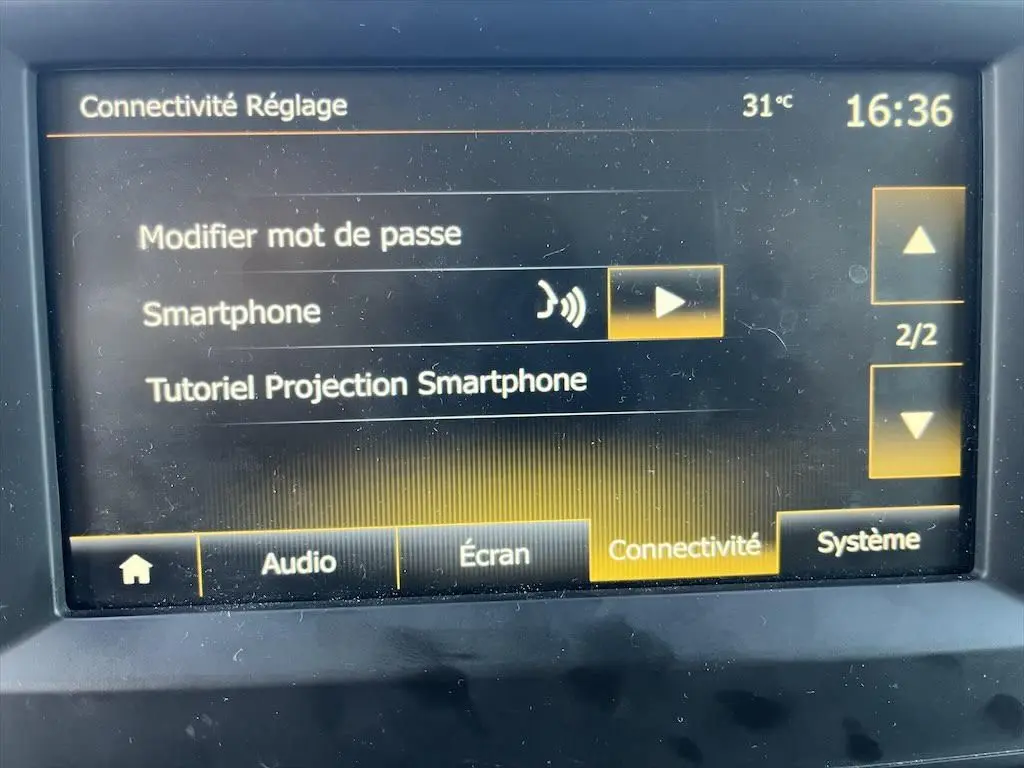 Connectivité Réglage 31°C 16:36
Modifier mot de passe
Smartphone
2/2
Tutoriel Projection Smartphone
Audio Écran Connectivité Système